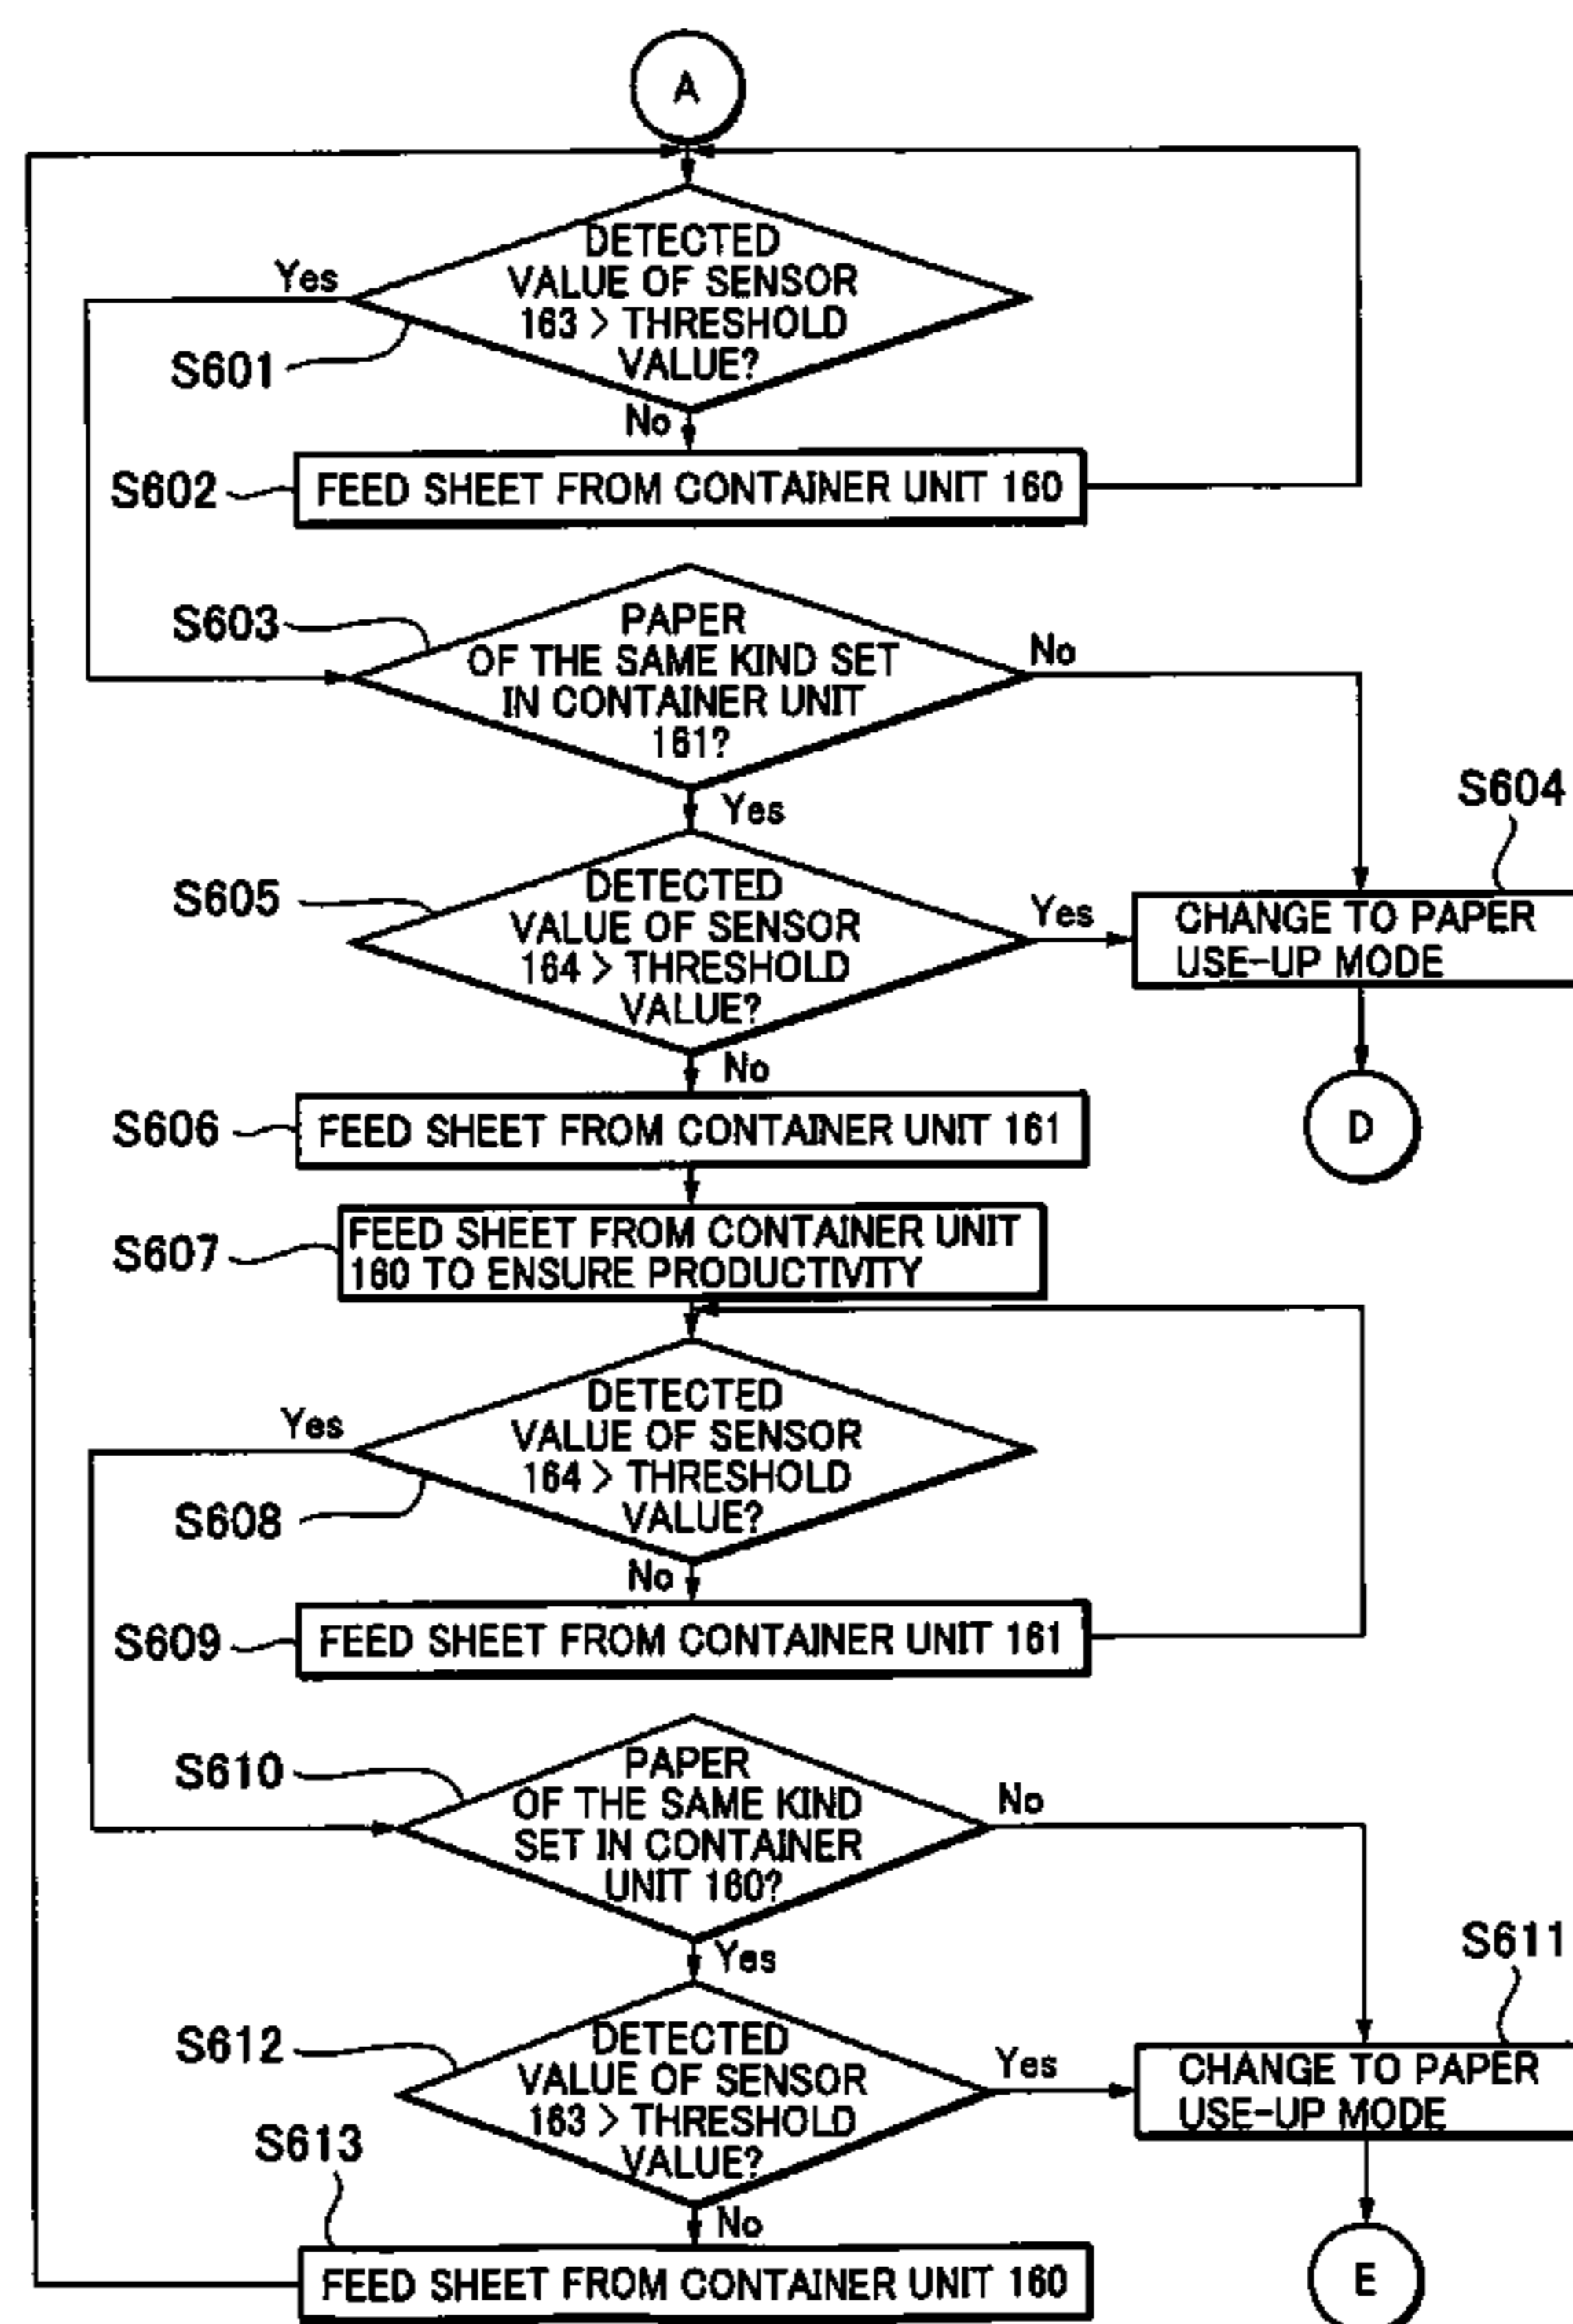 A
DETECTED
VALUE OF SENSOR
163 > THRESHOLD
VALUE?
Yes
S601
No
S602
FEED SHEET FROM CONTAINER UNIT 160
S603
PAPER
OF THE SAME KIND SET
IN CONTAINER UNIT
161?
No
Yes
S604
CHANGE TO PAPER
USE-UP MODE
D
S605
DETECTED
VALUE OF SENSOR
164 > THRESHOLD
VALUE?
Yes
No
S606
FEED SHEET FROM CONTAINER UNIT 161
S607
FEED SHEET FROM CONTAINER UNIT
160 TO ENSURE PRODUCTIVITY
DETECTED
VALUE OF SENSOR
164 > THRESHOLD
VALUE?
Yes
S608
No
S609
FEED SHEET FROM CONTAINER UNIT 161
S610
PAPER
OF THE SAME KIND
SET IN CONTAINER
UNIT 160?
No
Yes
S611
CHANGE TO PAPER
USE-UP MODE
E
S612
DETECTED
VALUE OF SENSOR
163 > THRESHOLD
VALUE?
Yes
No
S613
FEED SHEET FROM CONTAINER UNIT 160